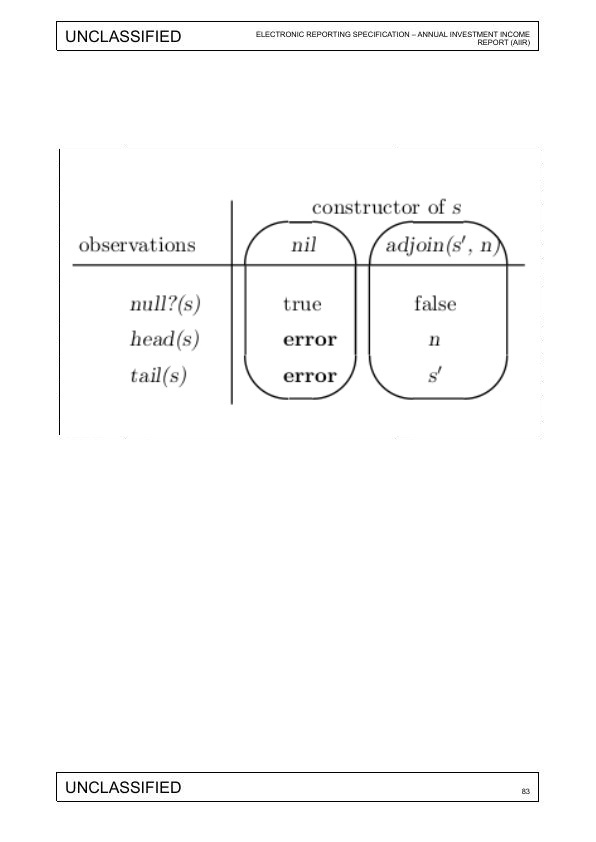 UNCLASSIFIED
ELECTRONIC REPORTING SPECIFICATION – ANNUAL INVESTMENT INCOME
REPORT (AIIR)
constructor of s
observations nil adjoin(s′, n)
null?(s) true false
head(s) error n
tail(s) error s′
UNCLASSIFIED
83